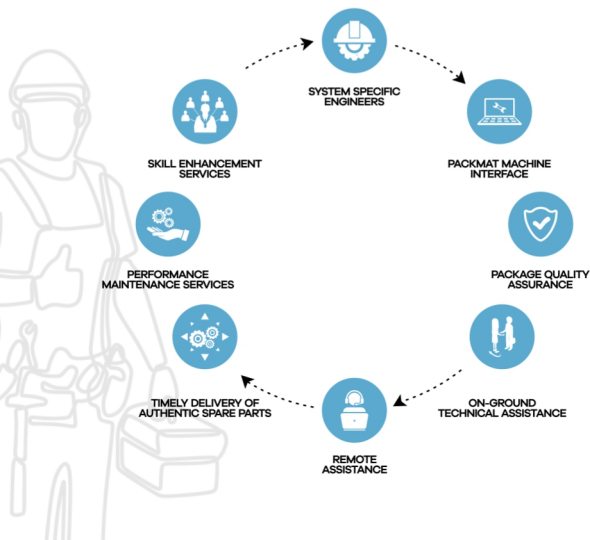 SYSTEM SPECIFIC
ENGINEERS
PACKMAT MACHINE
INTERFACE
PACKAGE QUALITY
ASSURANCE
ON-GROUND
TECHNICAL ASSISTANCE
REMOTE
ASSISTANCE
TIMELY DELIVERY OF
AUTHENTIC SPARE PARTS
PERFORMANCE
MAINTENANCE SERVICES
SKILL ENHANCEMENT
SERVICES